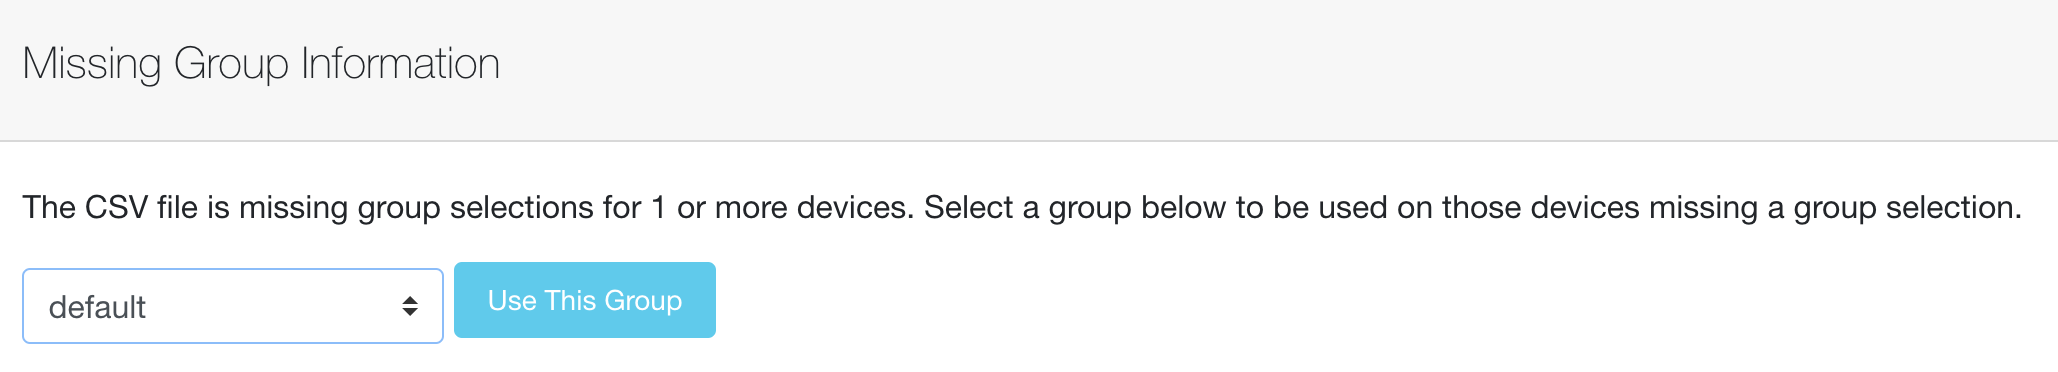 Missing Group Information
The CSV file is missing group selections for 1 or more devices. Select a group below to be used on those devices missing a group selection.
default
Use This Group